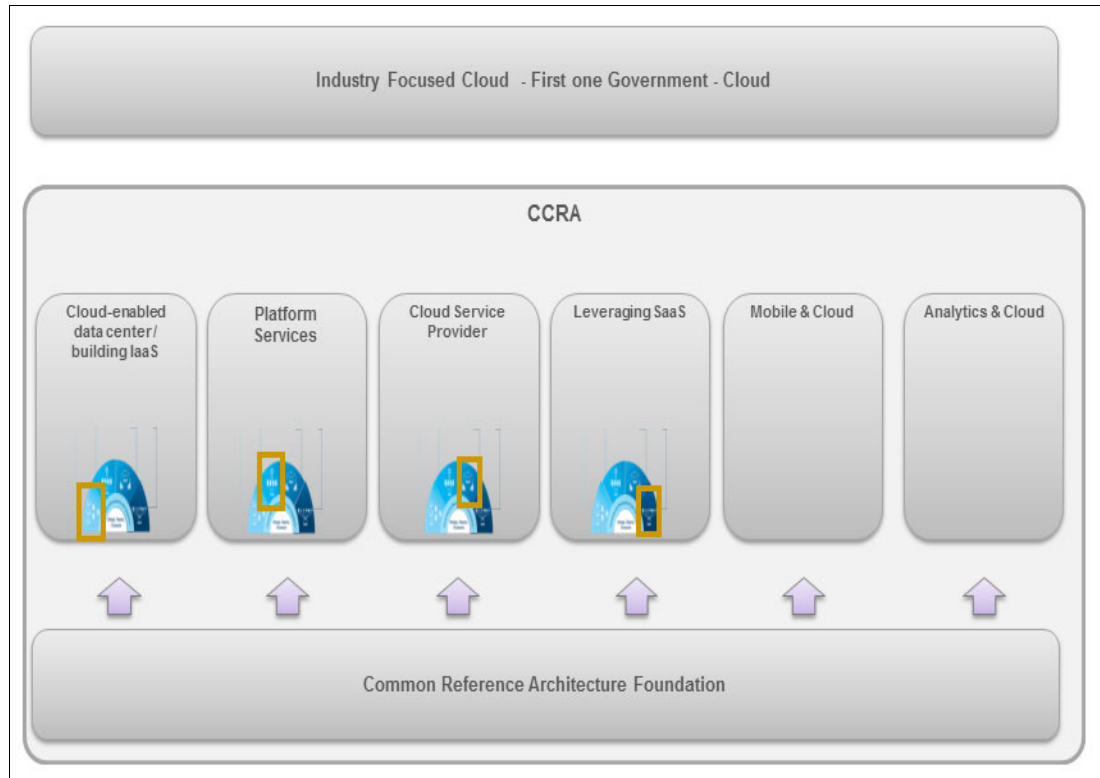 Industry Focused Cloud - First one Government - Cloud
CCRA
Cloud-enabled
data center/
building IaaS
Platform
Services
Cloud Service
Provider
Leveraging SaaS
Mobile & Cloud
Analytics & Cloud
Common Reference Architecture Foundation